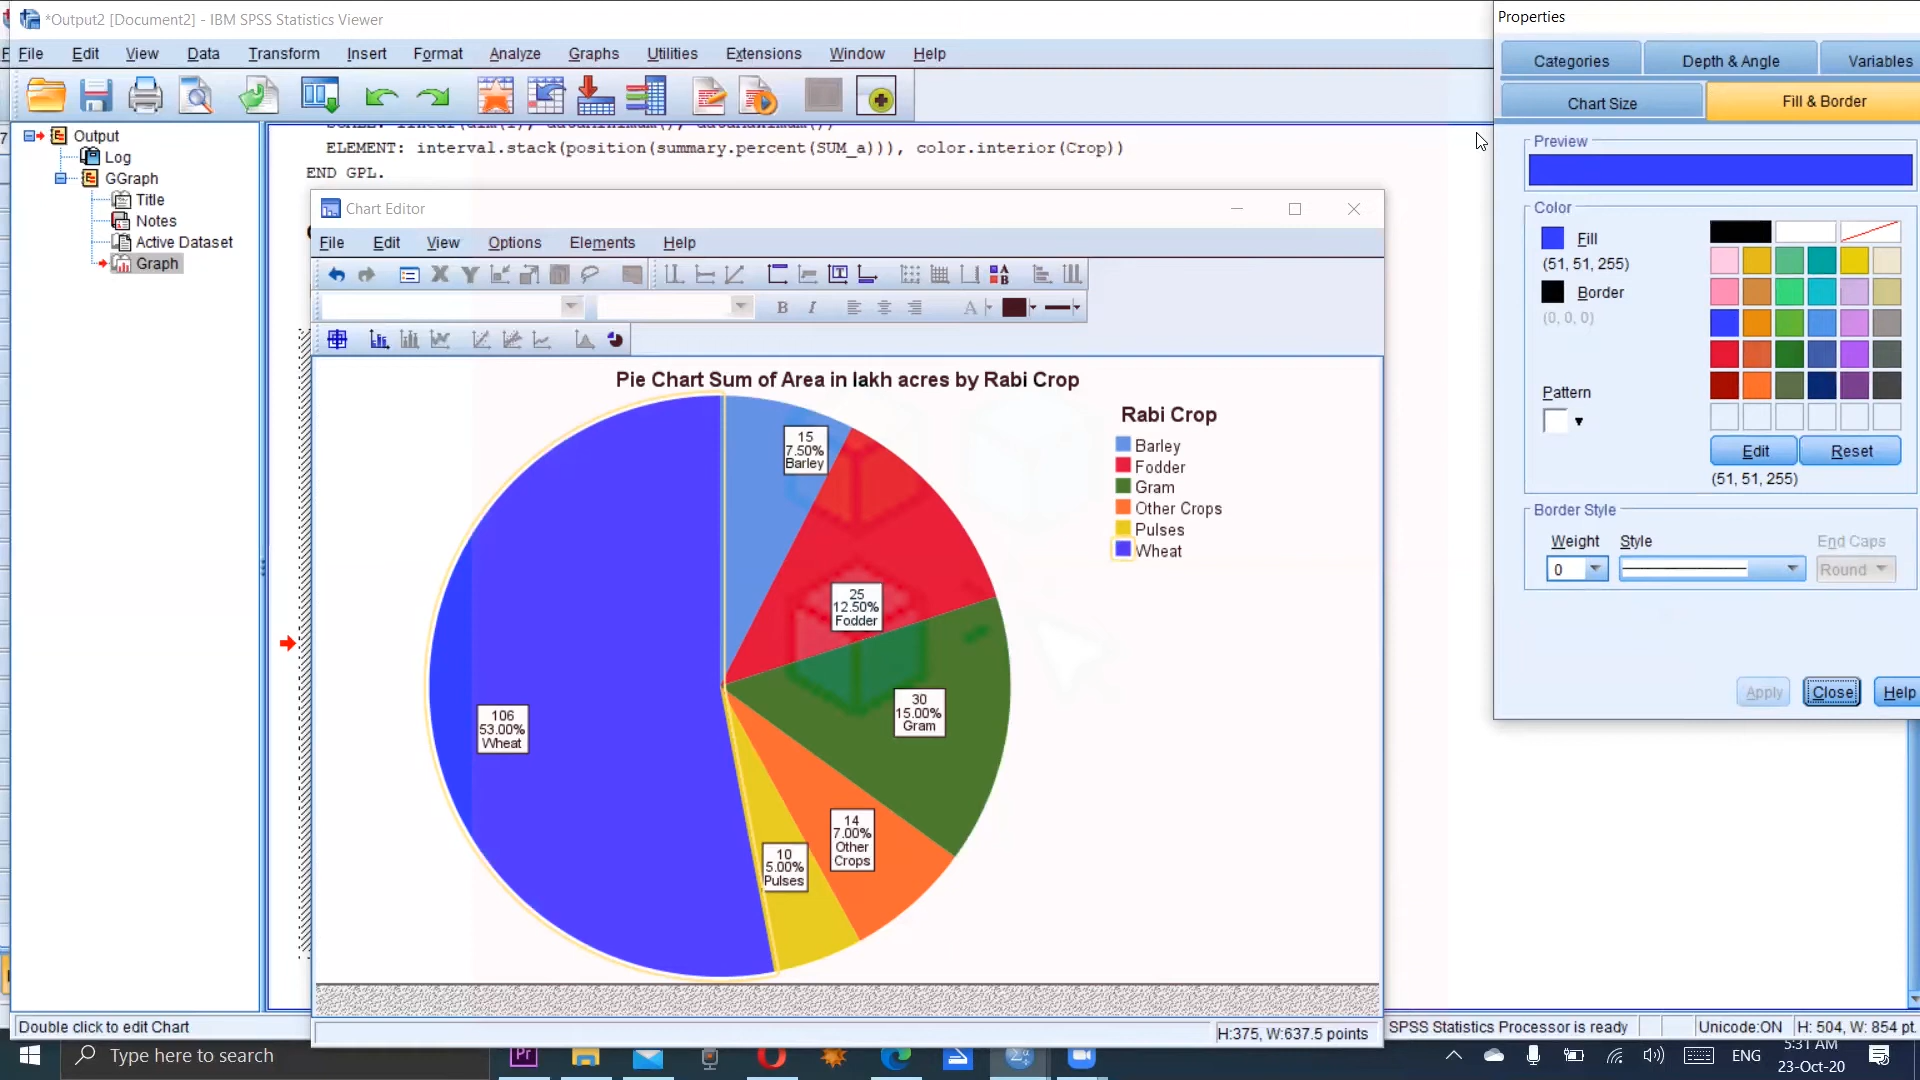 *Output2 [Document2] - IBM SPSS Statistics Viewer
File Edit View Data Transform Insert Format Analyze Graphs Utilities Extensions Window Help
Output
Log
GGraph
Title
Notes
Active Dataset
Graph
ELEMENT: interval.stack(position(summary.percent(SUM_a))), color.interior(Crop))
END GPL.
Chart Editor
File Edit View Options Elements Help
X Y
B I A
Pie Chart Sum of Area in lakh acres by Rabi Crop
Rabi Crop
Barley
Fodder
Gram
Other Crops
Pulses
Wheat
15
7.50%
Barley
25
12.50%
Fodder
30
15.00%
Gram
14
7.00%
Other
Crops
10
5.00%
Pulses
106
53.00%
Wheat
H:375, W:637.5 points
Properties
Categories Depth & Angle Variables
Chart Size Fill & Border
Preview
Color
Fill
(51, 51, 255)
Border
(0, 0, 0)
Pattern
Edit Reset
(51, 51, 255)
Border Style
Weight Style End Caps
0 Round
Apply Close Help
Double click to edit Chart
SPSS Statistics Processor is ready Unicode:ON H: 504, W: 854 pt.
Type here to search
Pr
ENG
5:31 AM
23-Oct-20